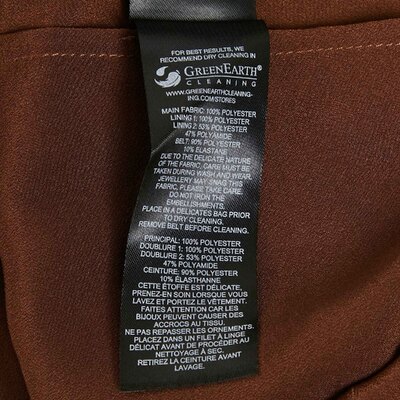 FOR BEST RESULTS, WE
RECOMMEND DRY CLEANING IN
GREENEARTH®
CLEANING
WWW.GREENEARTHCLEAN-
ING.COM/STORES
MAIN FABRIC: 100% POLYESTER
LINING 1: 100% POLYESTER
LINING 2: 53% POLYESTER
47% POLYAMIDE
BELT: 90% POLYESTER
10% ELASTANE
DUE TO THE DELICATE NATURE
OF THE FABRIC, CARE MUST BE
TAKEN DURING WASH AND WEAR
JEWELLERY MAY SNAG THIS
FABRIC, PLEASE TAKE CARE.
DO NOT IRON THE
EMBELLISHMENTS.
PLACE IN A DELICATES BAG PRIOR
TO DRY CLEANING.
REMOVE BELT BEFORE CLEANING.
PRINCIPAL: 100% POLYESTER
DOUBLURE 1: 100% POLYESTER
DOUBLURE 2: 53% POLYESTER
47% POLYAMIDE
CEINTURE: 90% POLYESTER
10% ÉLASTHANNE
CETTE ÉTOFFE EST DÉLICATE,
PRENEZ-EN SOIN LORSQUE VOUS
LAVEZ ET PORTEZ LE VÊTEMENT.
FAITES ATTENTION CAR LES
BIJOUX PEUVENT CAUSER DES
ACCROCS AU TISSU.
NE PAS REPASSER LES ORNEMENTS.
PLACEZ DANS UN FILET À LINGE
DÉLICAT AVANT DE PROCÉDER AU
NETTOYAGE À SEC.
RETIREZ LA CEINTURE AVANT
LAVAGE.